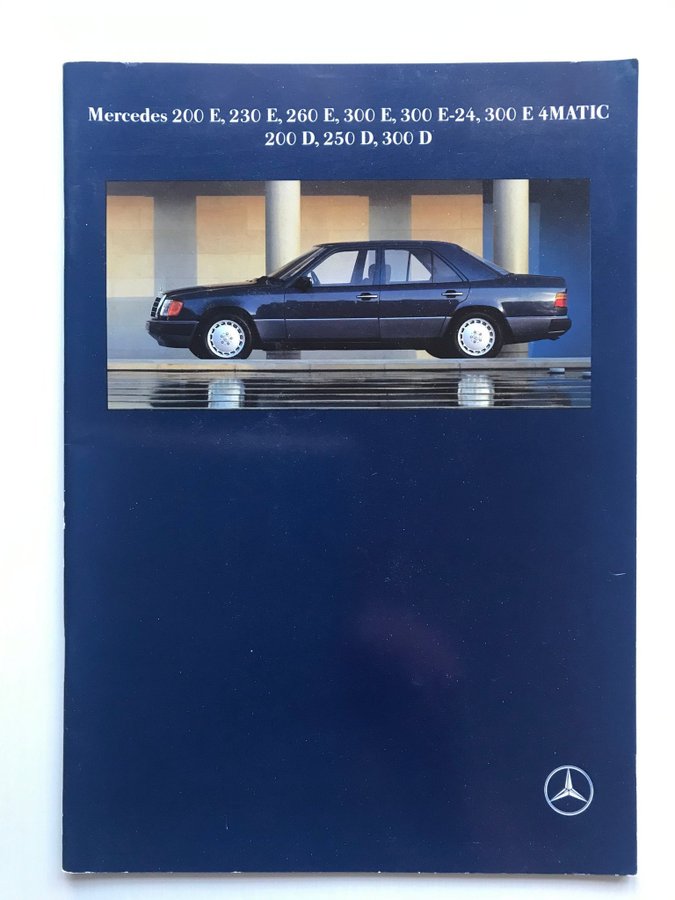 Mercedes 200 E, 230 E, 260 E, 300 E, 300 E-24, 300 E 4MATIC
200 D, 250 D, 300 D